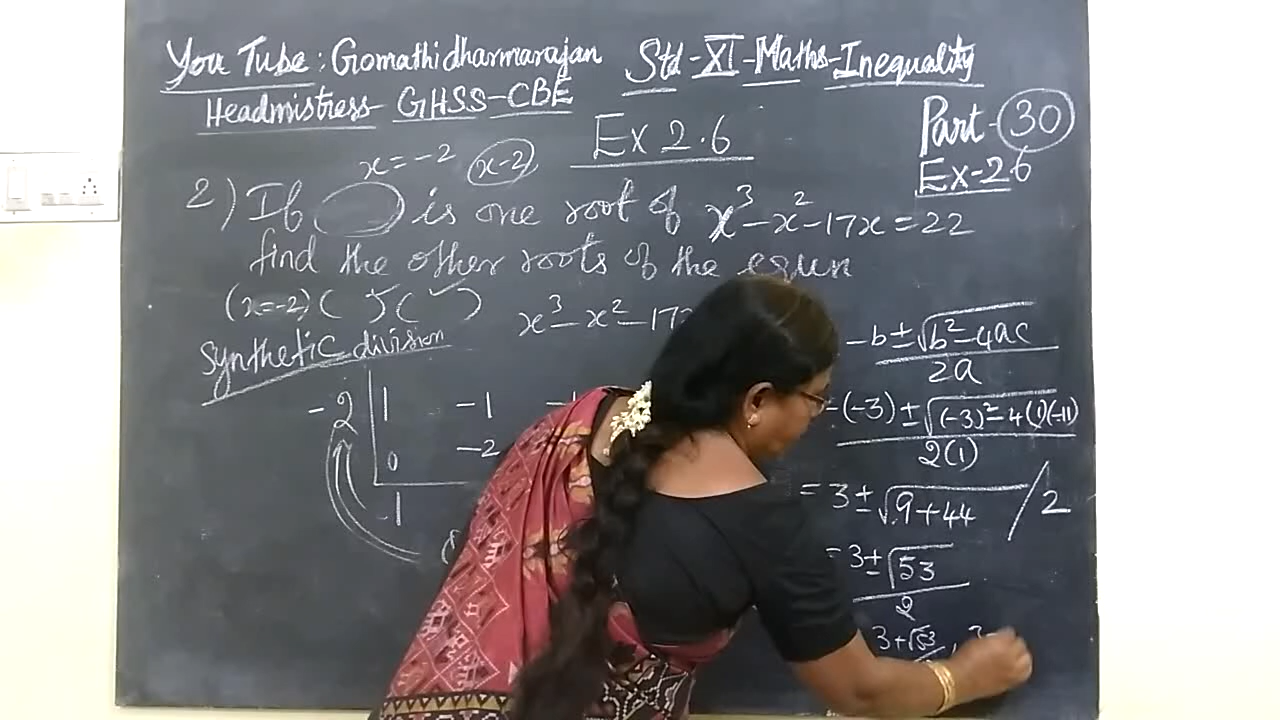 You Tube : Gomathidharmarajan Std-XI-Maths-Inequality
Headmistress- GHSS-CBE
Part-30
Ex-2.6
Ex 2.6
x=-2 x-2
2) If is one root of x³-x²-17x=22
find the other roots of the equn
(x=-2) ( ) ( ) x³-x²-17
synthetic division
-2 1 -1 -1
0 -2
1
-b±√b²-4ac
2a
-(-3)±√(-3)²-4(1)(-11)
2(1)
=3±√9+44 /2
=3±√53
2
3+√53, 3-